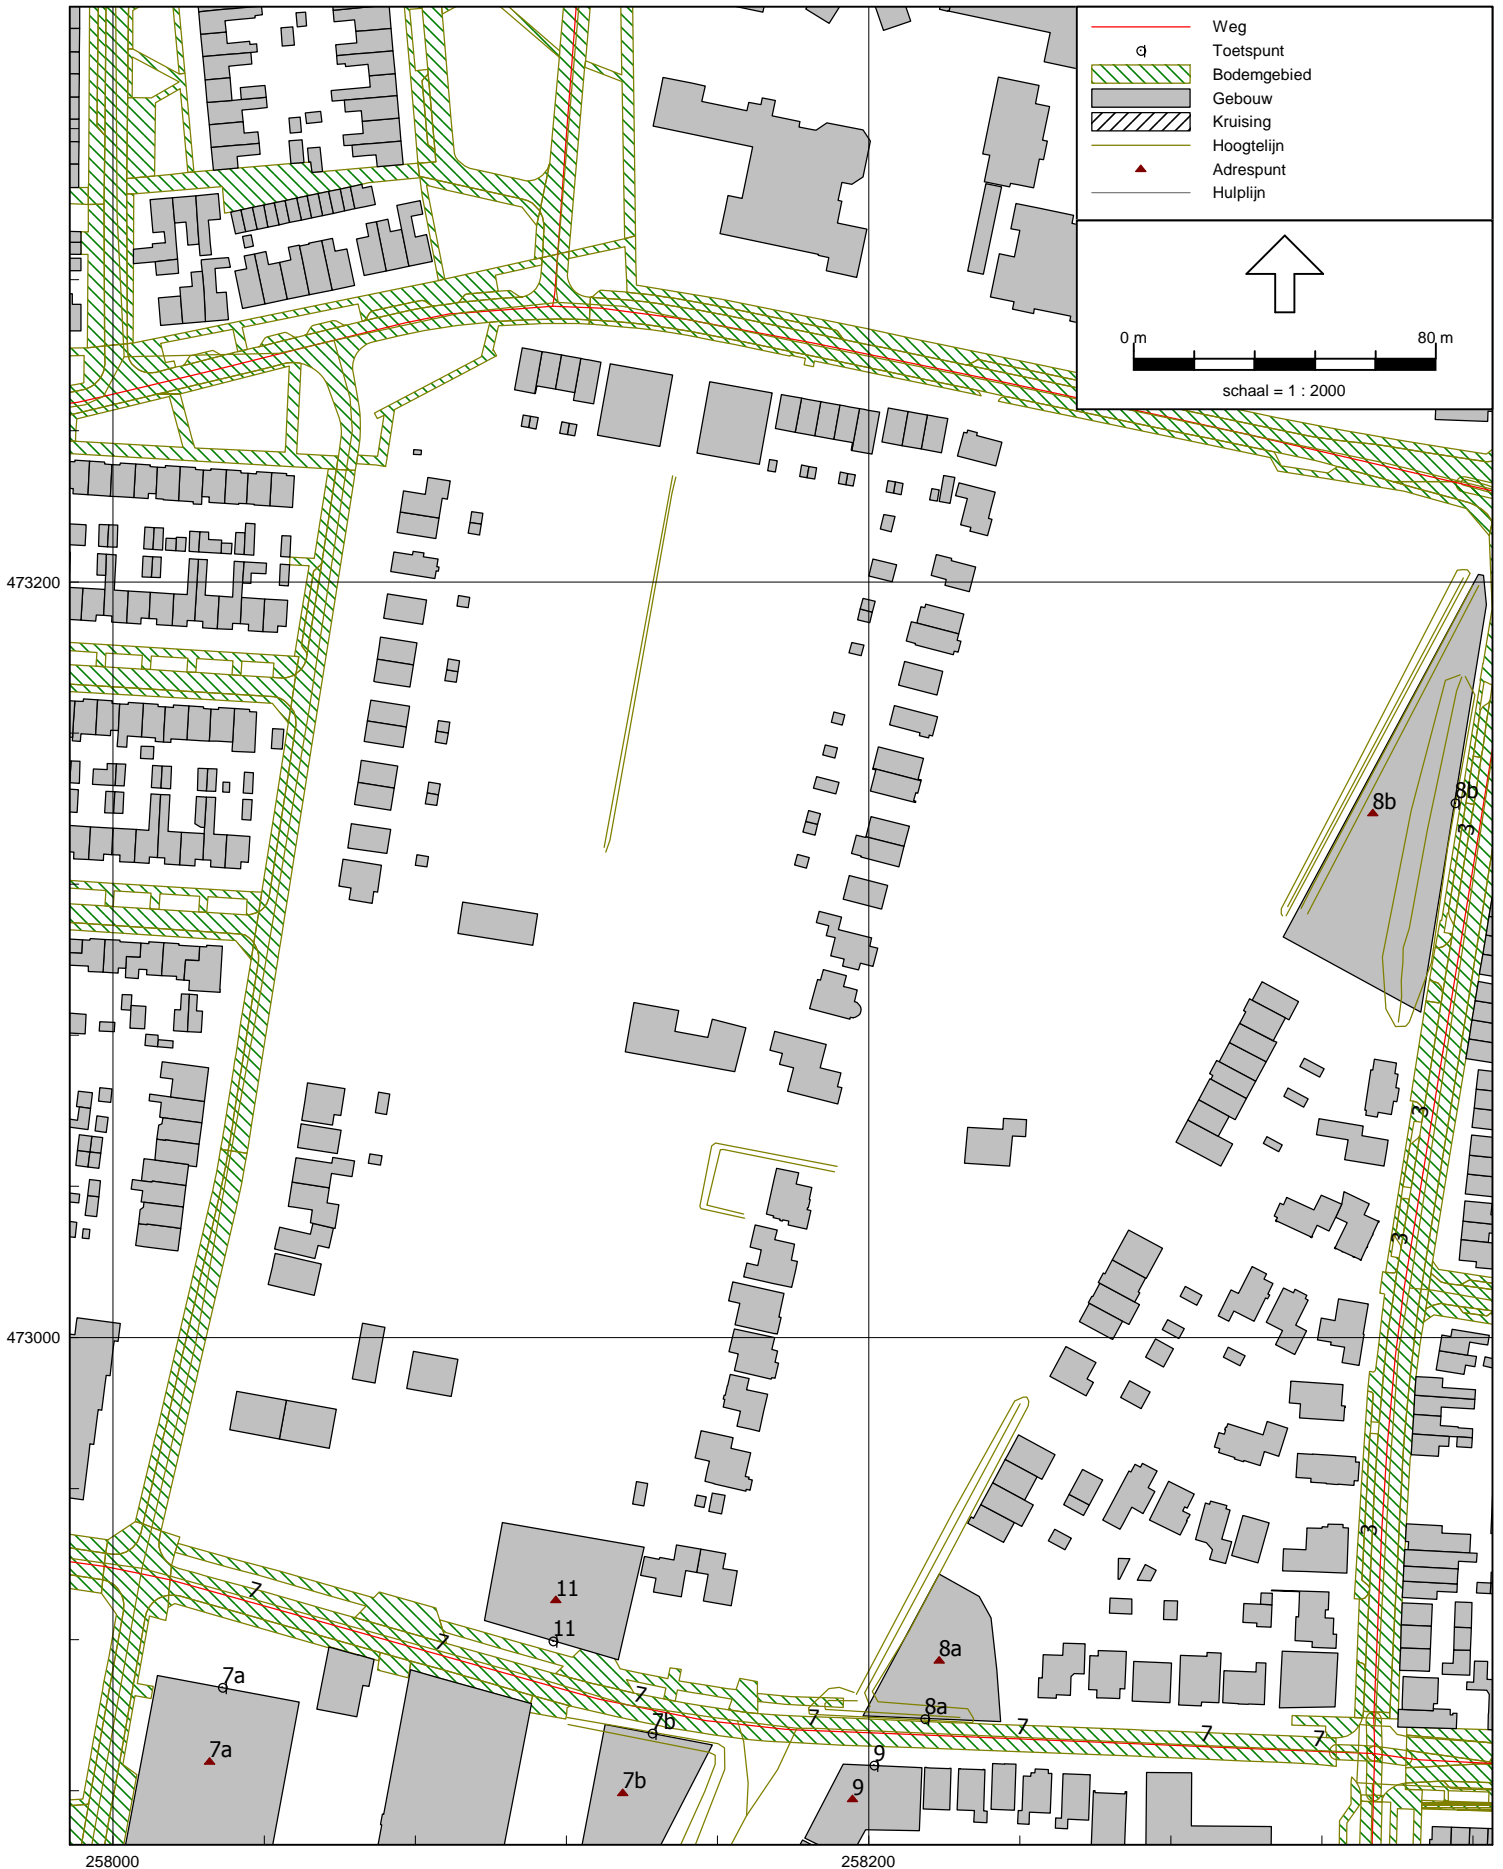 Weg
Toetspunt
Bodemgebied
Gebouw
Kruising
Hoogtelijn
Adrespunt
Hulplijn
0 m 80 m
schaal = 1 : 2000
473200
8b
8b
3
3
3
473000
3
7
11
7
11
8a
7a
7
8a
7b
7
7
7
7
9
7a
7b
9
258000 258200